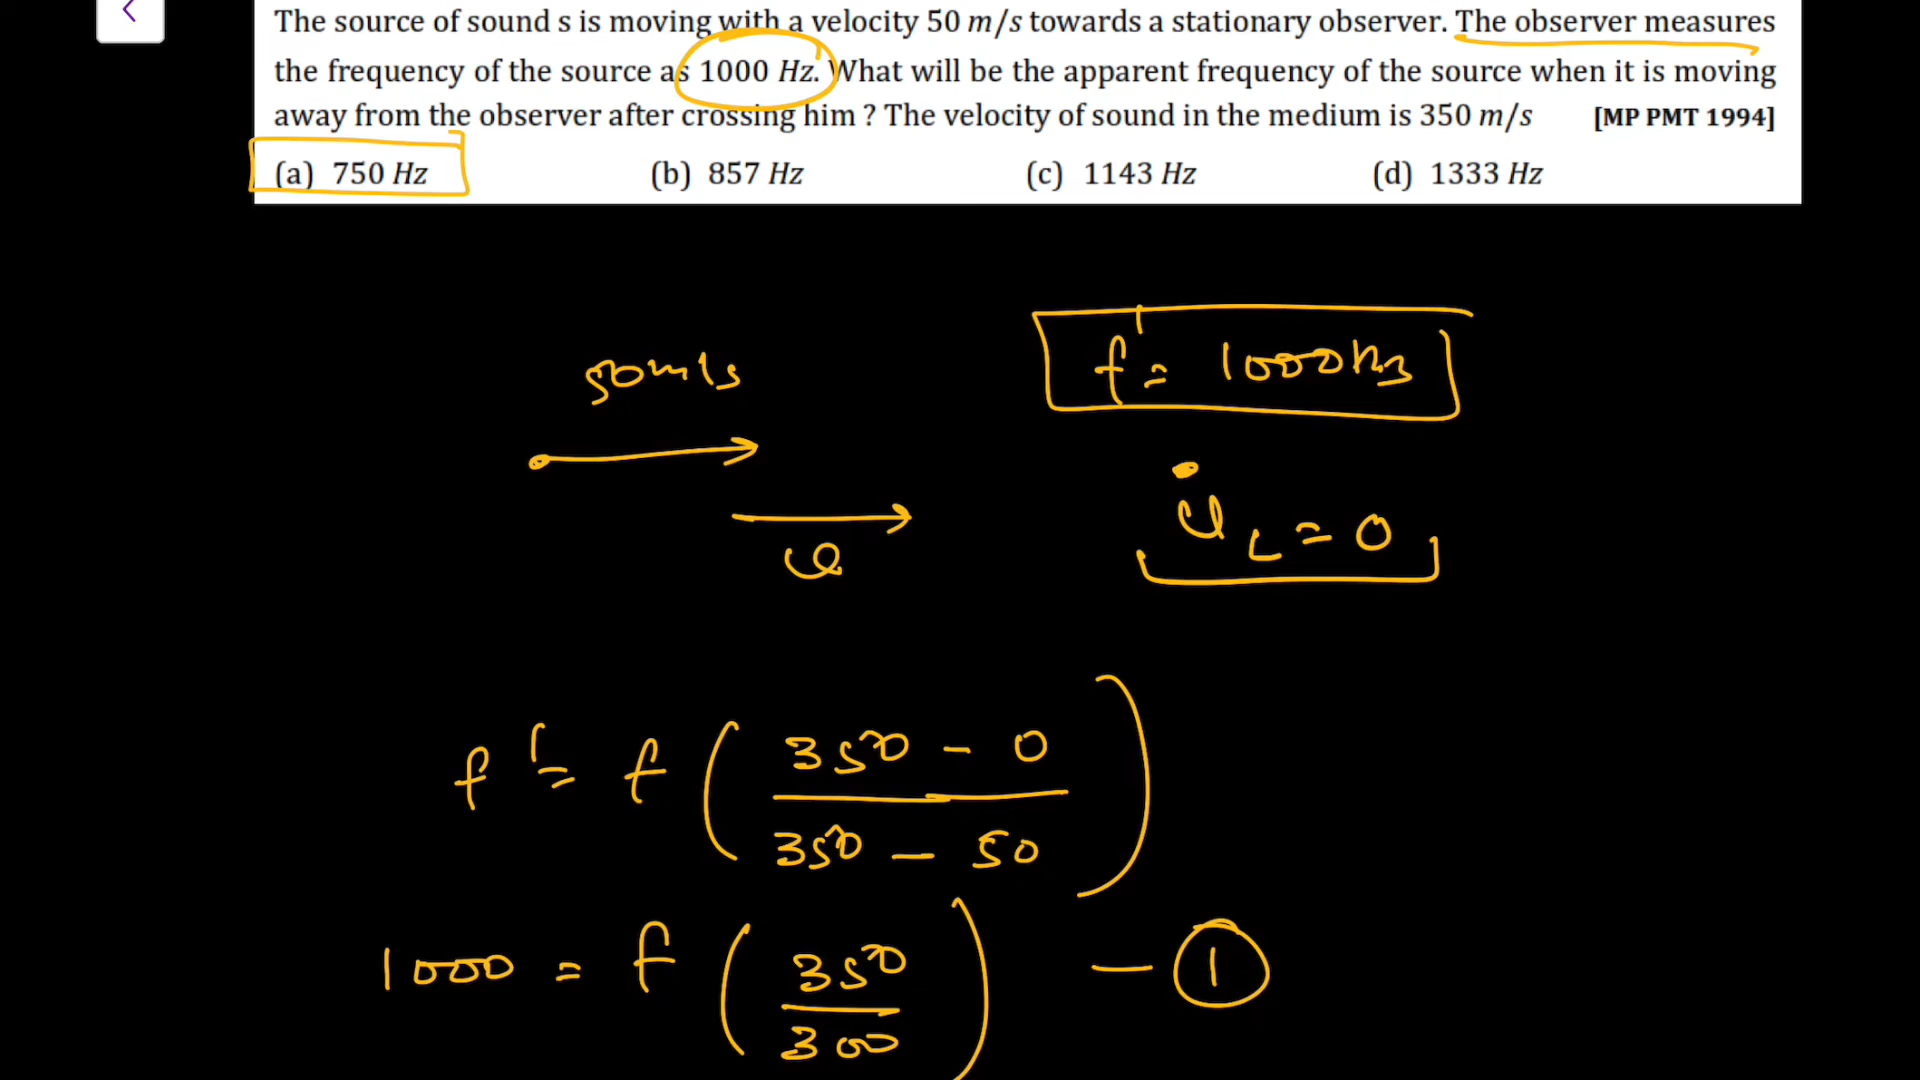 The source of sound s is moving with a velocity 50 m/s towards a stationary observer. The observer measures
the frequency of the source as 1000 Hz. What will be the apparent frequency of the source when it is moving
away from the observer after crossing him ? The velocity of sound in the medium is 350 m/s [MP PMT 1994]
(a) 750 Hz (b) 857 Hz (c) 1143 Hz (d) 1333 Hz
50m/s
f' = 1000Hz
v
v_L = 0
f' = f ( 350 - 0 / 350 - 50 )
1000 = f ( 350 / 300 ) - 1